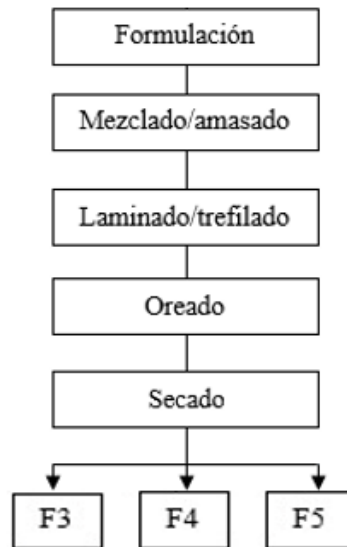 Formulación
Mezclado/amasado
Laminado/trefilado
Oreado
Secado
F3 F4 F5